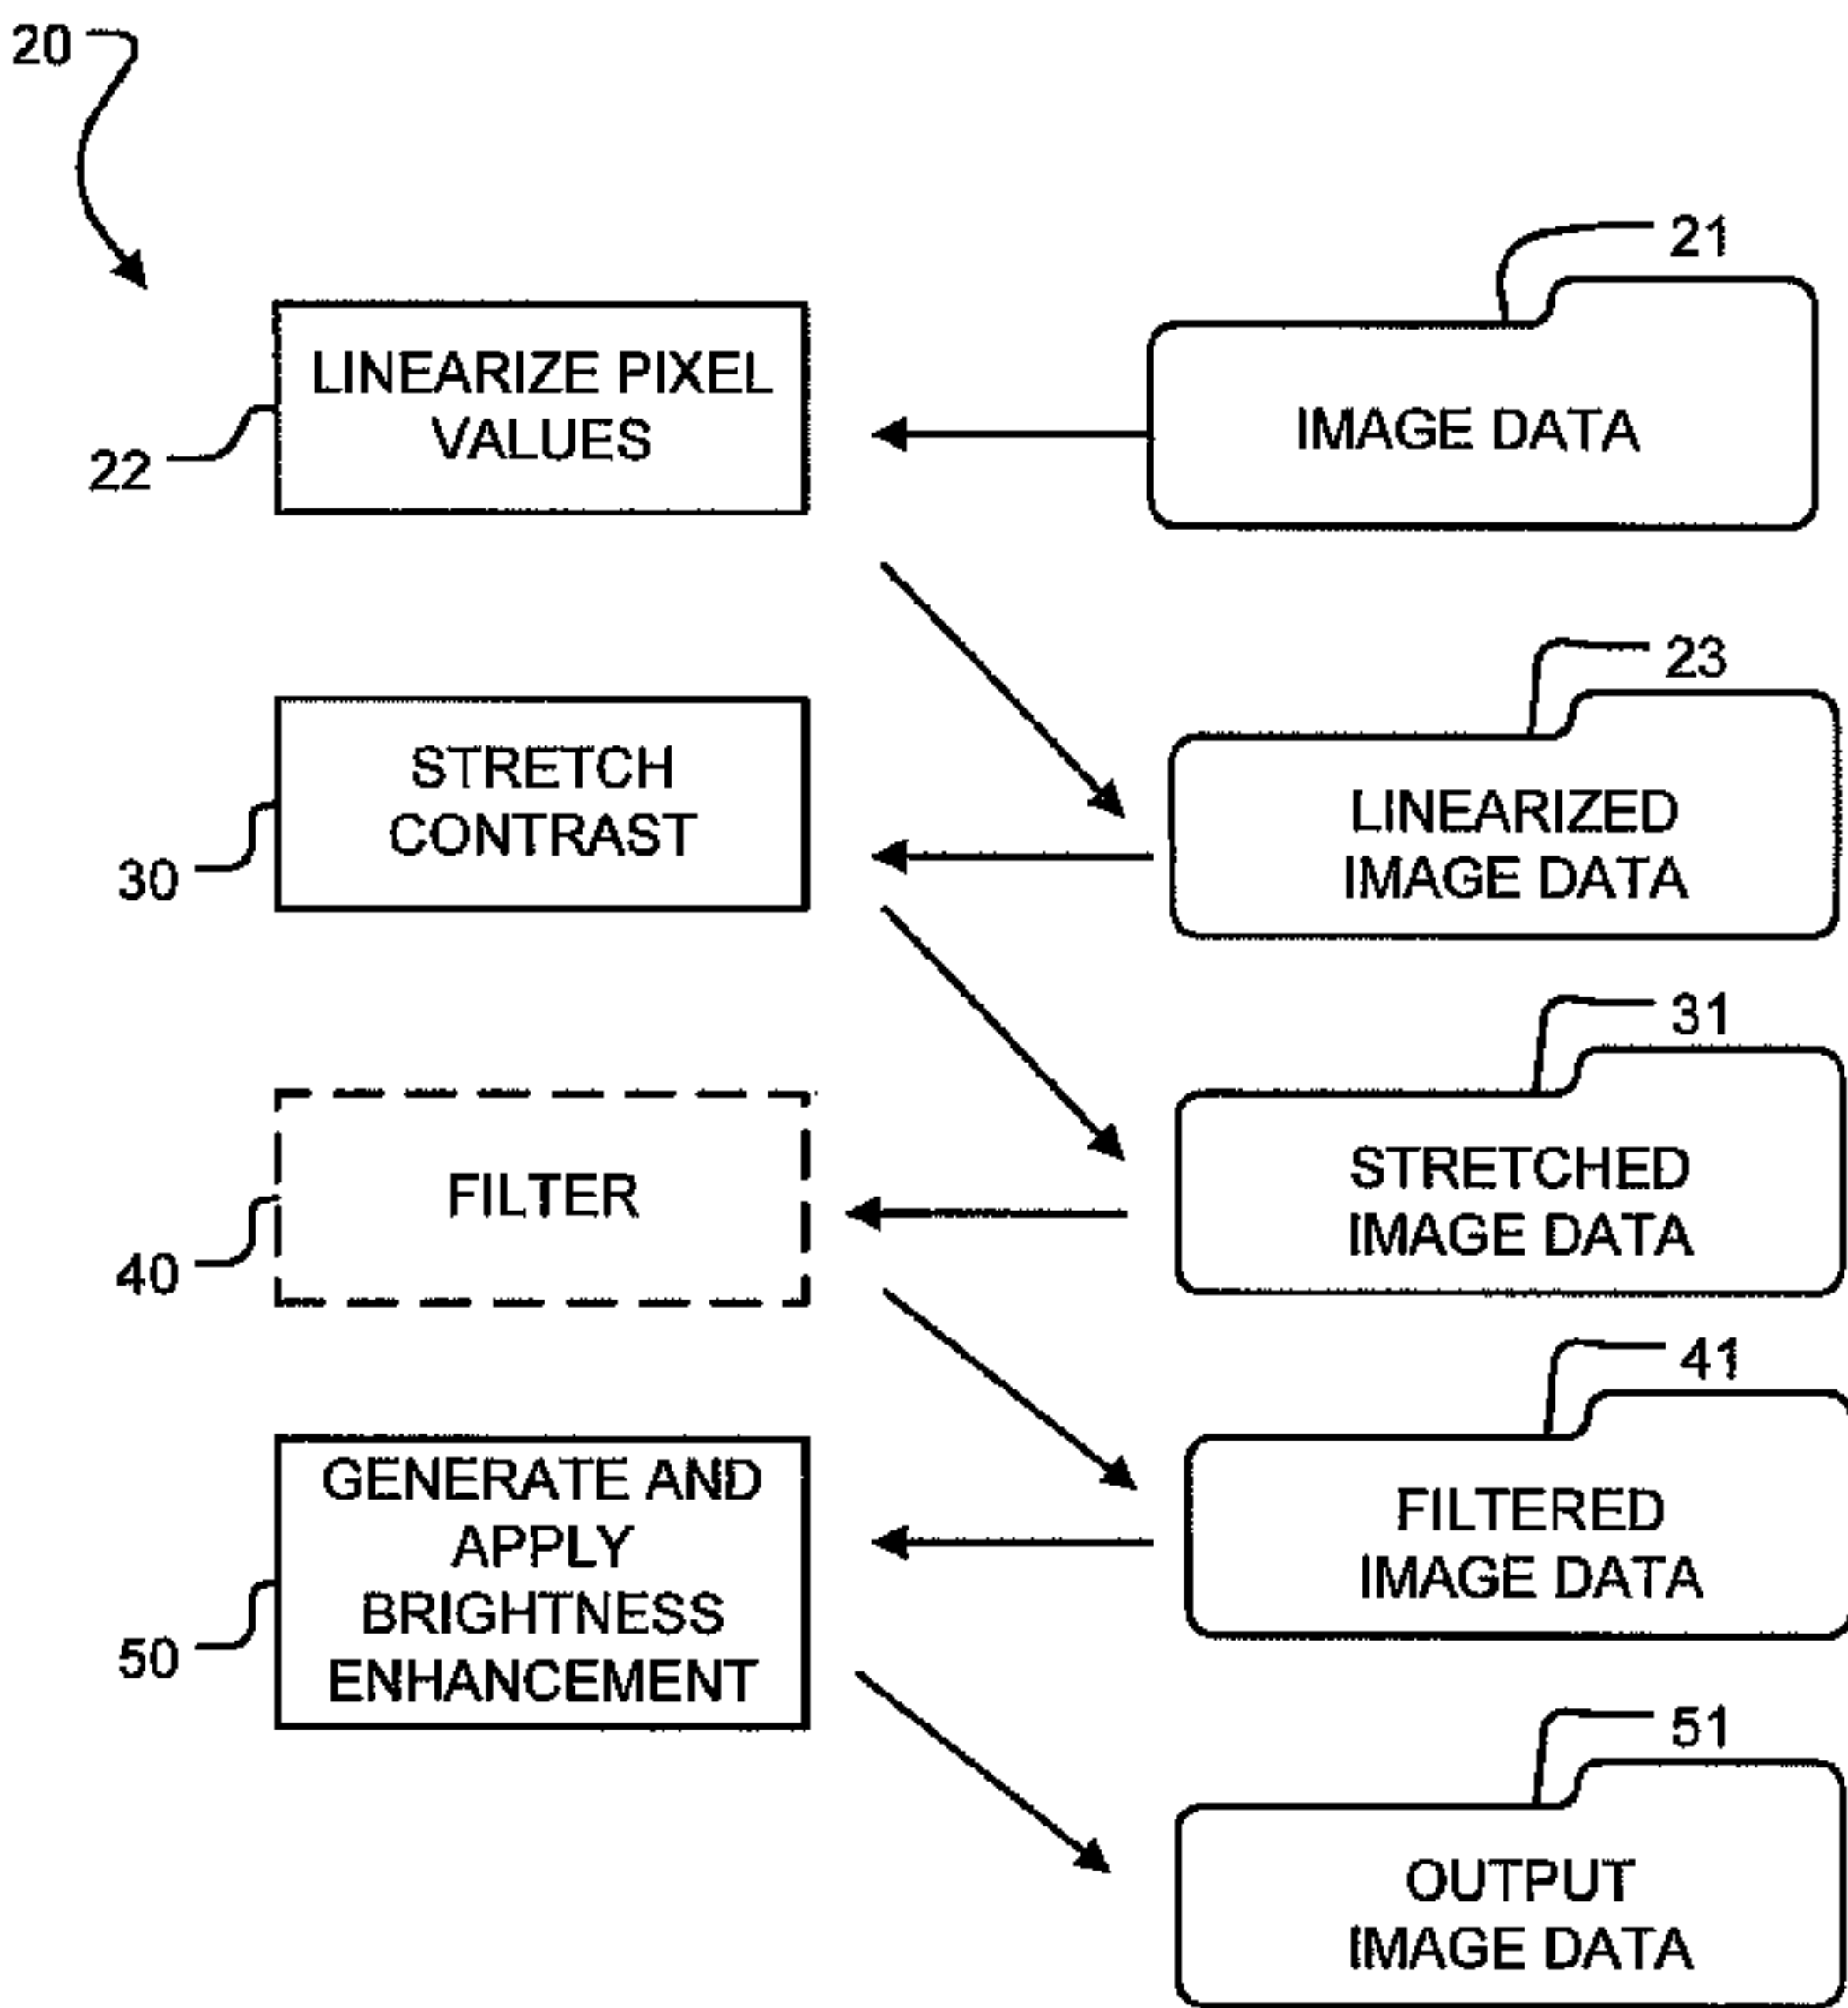 20
21
LINEARIZE PIXEL
VALUES
22
IMAGE DATA
23
STRETCH
CONTRAST
30
LINEARIZED
IMAGE DATA
31
FILTER
40
STRETCHED
IMAGE DATA
41
GENERATE AND
APPLY
BRIGHTNESS
ENHANCEMENT
50
FILTERED
IMAGE DATA
51
OUTPUT
IMAGE DATA